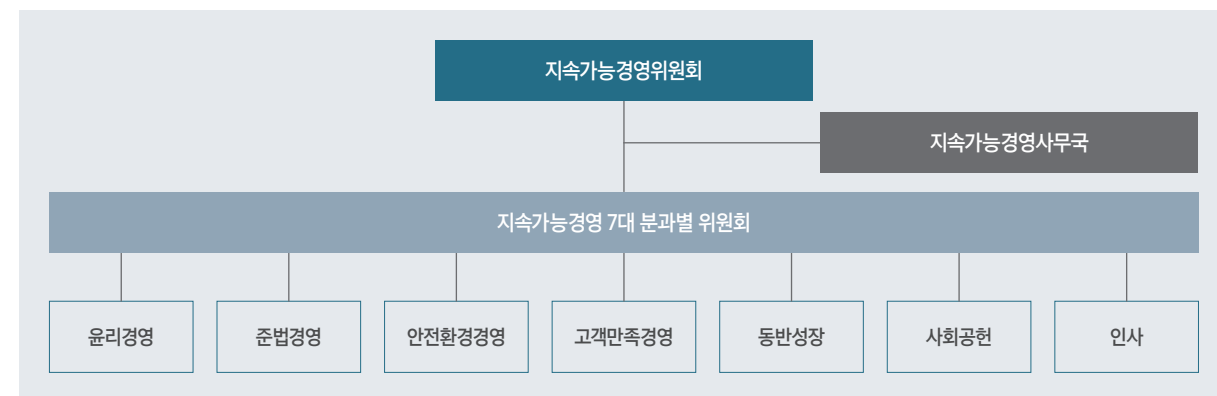 지속가능경영위원회
지속가능경영사무국
지속가능경영 7대 분과별 위원회
윤리경영
준법경영
안전환경경영
고객만족경영
동반성장
사회공헌
인사